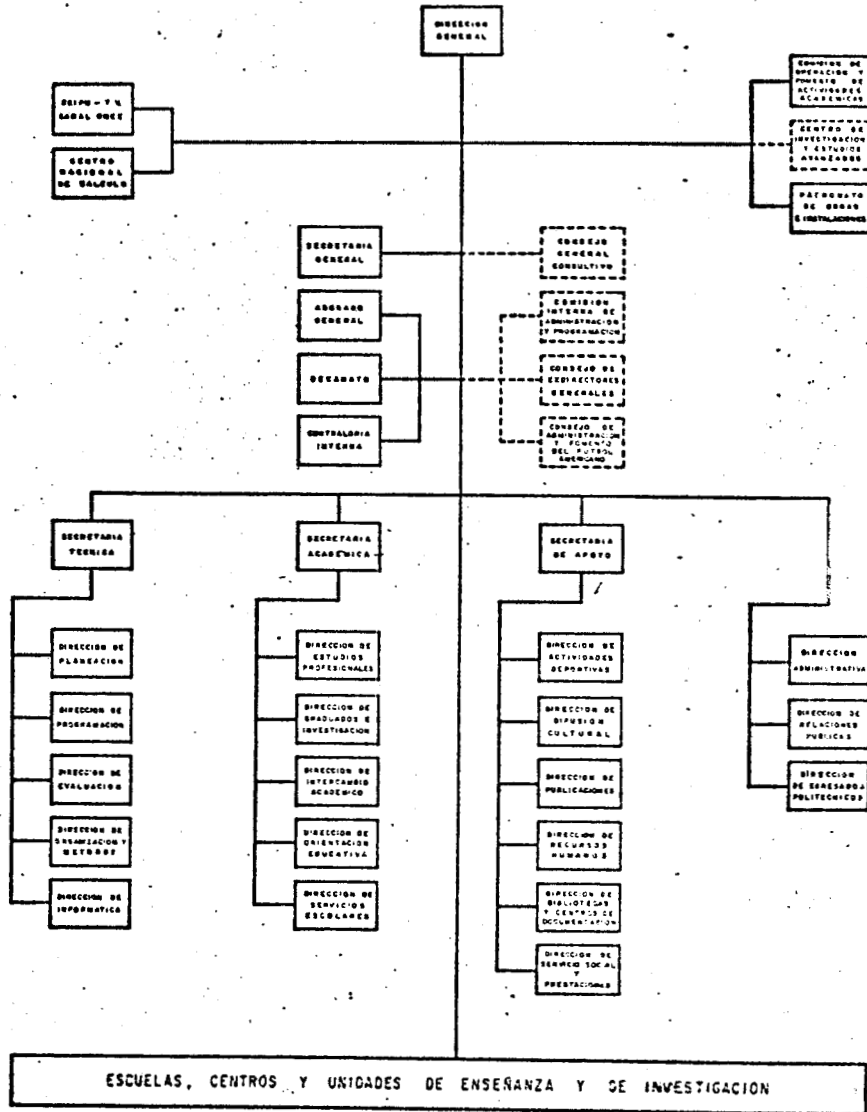 DIRECCION
GENERAL
XEIPN - T.V.
CANAL ONCE
CENTRO
NACIONAL
DE CALCULO
COMISION DE
OPERACION Y
FOMENTO DE
ACTIVIDADES
ACADEMICAS
CENTRO DE
INVESTIGACION
Y ESTUDIOS
AVANZADOS
PATRONATO
DE OBRAS
E INSTALACIONES
SECRETARIA
GENERAL
CONSEJO
GENERAL
CONSULTIVO
ABOGADO
GENERAL
DECANATO
CONTRALORIA
INTERNA
COMISION
INTERNA DE
ADMINISTRACION
Y PROGRAMACION
CONSEJO DE
EXDIRECTORES
GENERALES
CONSEJO DE
ADMINISTRACION
Y FOMENTO
DEL FUTBOL
AMERICANO
SECRETARIA
TECNICA
DIRECCION DE
PLANEACION
DIRECCION DE
PROGRAMACION
DIRECCION DE
EVALUACION
DIRECCION DE
ORGANIZACION Y
METODOS
DIRECCION DE
INFORMATICA
SECRETARIA
ACADEMICA
DIRECCION DE
ESTUDIOS
PROFESIONALES
DIRECCION DE
GRADUADOS E
INVESTIGACION
DIRECCION DE
INTERCAMBIO
ACADEMICO
DIRECCION DE
ORIENTACION
EDUCATIVA
DIRECCION DE
SERVICIOS
ESCOLARES
SECRETARIA
DE APOYO
DIRECCION DE
ACTIVIDADES
DEPORTIVAS
DIRECCION DE
DIFUSION
CULTURAL
DIRECCION DE
PUBLICACIONES
DIRECCION DE
RECURSOS
HUMANOS
DIRECCION DE
BIBLIOTECAS
Y CENTROS DE
DOCUMENTACION
DIRECCION DE
SERVICIO SOCIAL
Y
PRESTACIONES
DIRECCION
ADMINISTRATIVA
DIRECCION DE
RELACIONES
PUBLICAS
DIRECCION
DE EGRESADOS
POLITECNICOS
ESCUELAS, CENTROS Y UNIDADES DE ENSEÑANZA Y DE INVESTIGACION